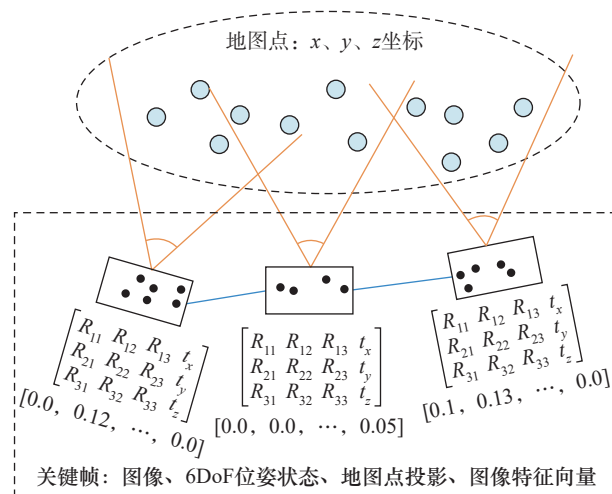 地图点：x、y、z坐标
R11 R12 R13 tx
R21 R22 R23 ty
R31 R32 R33 tz
[0.0，0.12，…，0.0]
R11 R12 R13 tx
R21 R22 R23 ty
R31 R32 R33 tz
[0.0，0.0，…，0.05]
R11 R12 R13 tx
R21 R22 R23 ty
R31 R32 R33 tz
[0.1，0.13，…，0.0]
关键帧：图像、6DoF位姿状态、地图点投影、图像特征向量